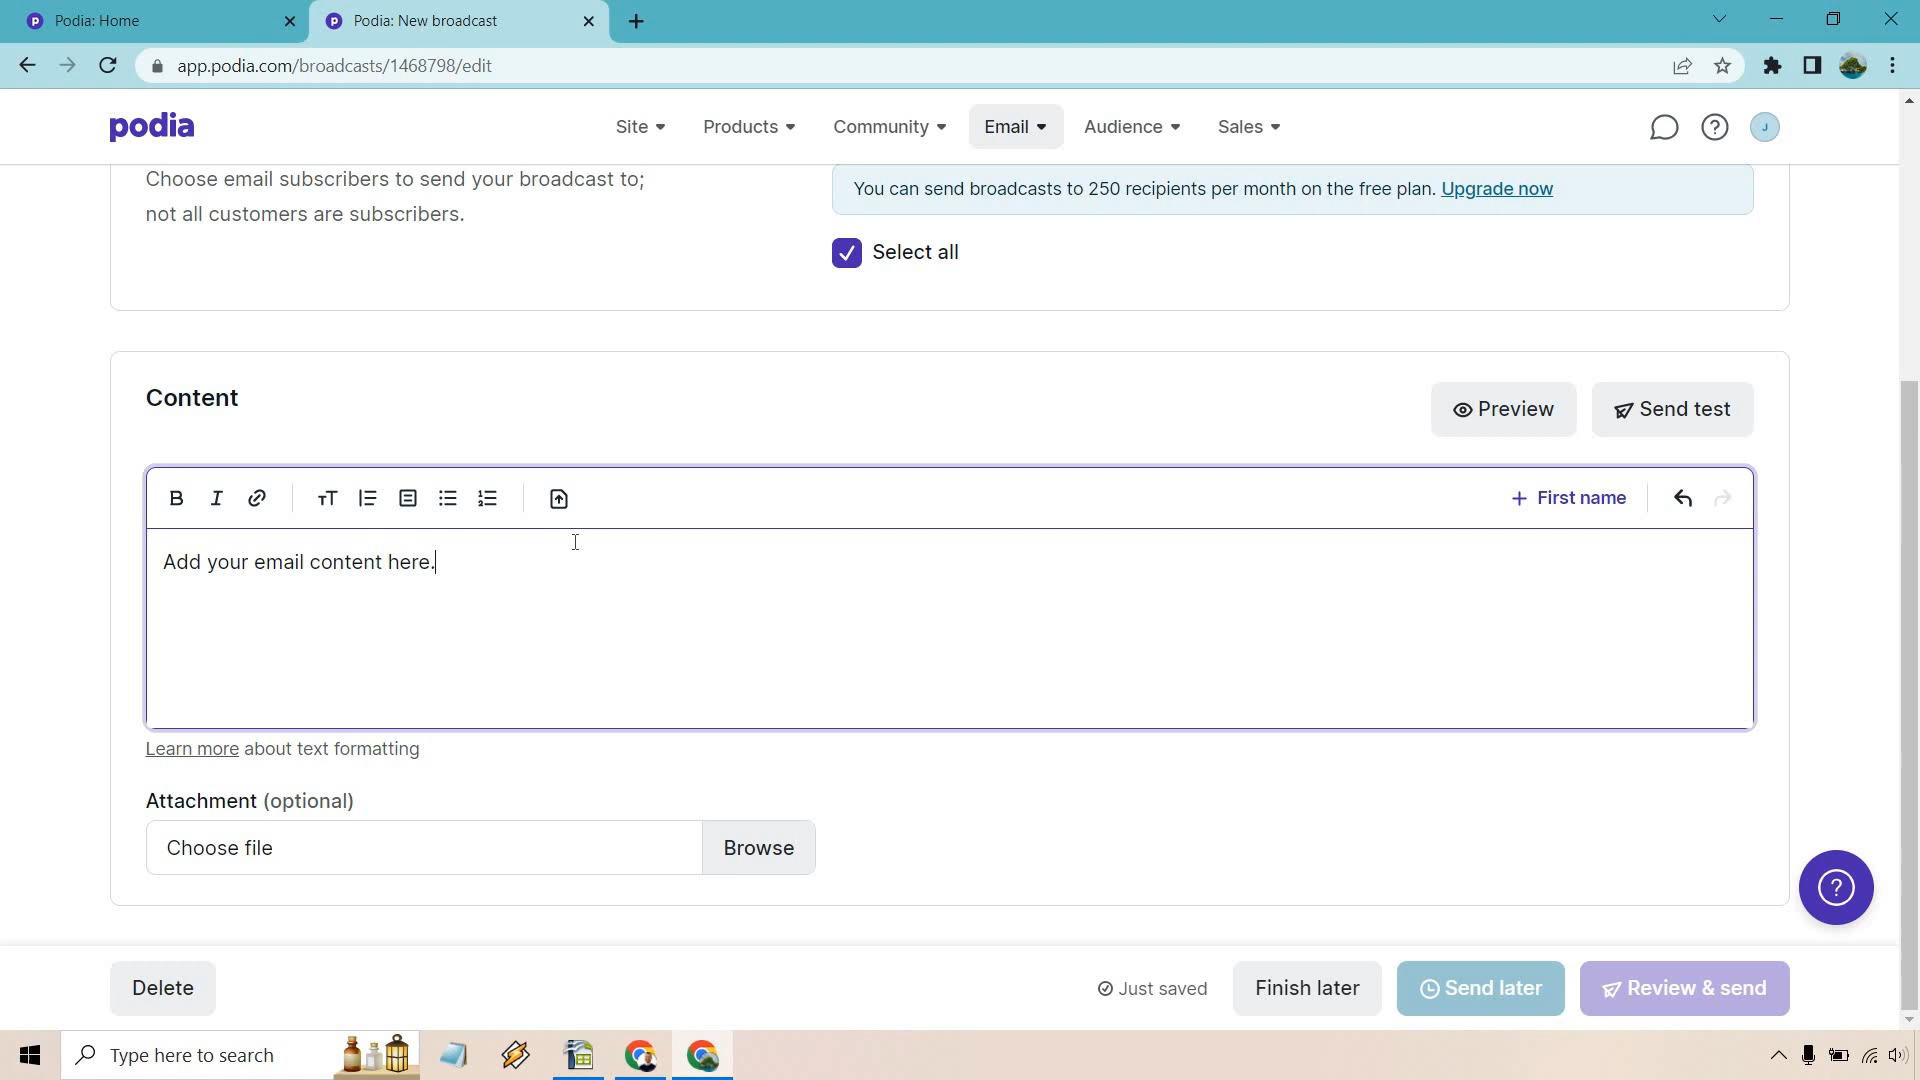 Podia: Home
Podia: New broadcast
app.podia.com/broadcasts/1468798/edit
podia
Site
Products
Community
Email
Audience
Sales
J
Choose email subscribers to send your broadcast to;
not all customers are subscribers.
You can send broadcasts to 250 recipients per month on the free plan. Upgrade now
Select all
Content
Preview
Send test
B I
TT
+ First name
Add your email content here.
Learn more about text formatting
Attachment (optional)
Choose file
Browse
Delete
Just saved
Finish later
Send later
Review & send
Type here to search